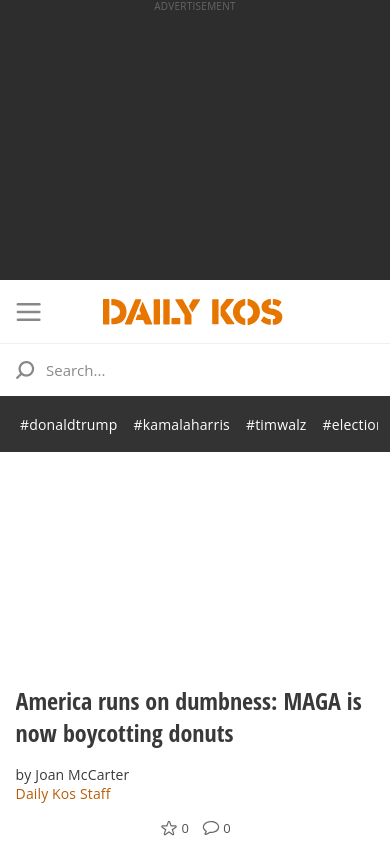 ADVERTISEMENT
DAILY KOS
Search...
#donaldtrump #kamalaharris #timwalz #election
America runs on dumbness: MAGA is
now boycotting donuts
by Joan McCarter
Daily Kos Staff
0 0